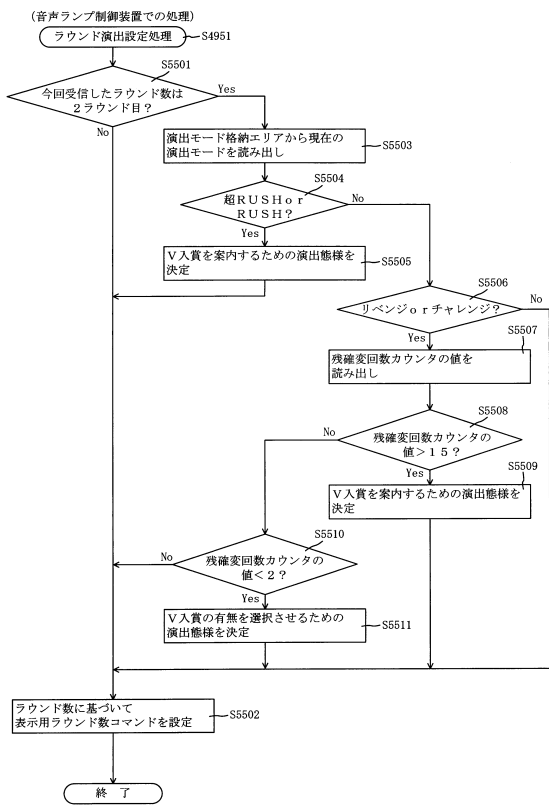 (音声ランプ制御装置での処理)
ラウンド演出設定処理
S4951
S5501
今回受信したラウンド数は
2ラウンド目?
Yes
No
演出モード格納エリアから現在の
演出モードを読み出し
S5503
S5504
超RUSHor
RUSH?
No
Yes
V入賞を案内するための演出態様を
決定
S5505
S5506
リベンジorチャレンジ?
No
Yes
S5507
残確変回数カウンタの値を
読み出し
S5508
残確変回数カウンタの
値>15?
No
Yes
S5509
V入賞を案内するための演出態様を
決定
S5510
残確変回数カウンタの
値<2?
No
Yes
V入賞の有無を選択させるための
演出態様を決定
S5511
ラウンド数に基づいて
表示用ラウンド数コマンドを設定
S5502
終 了